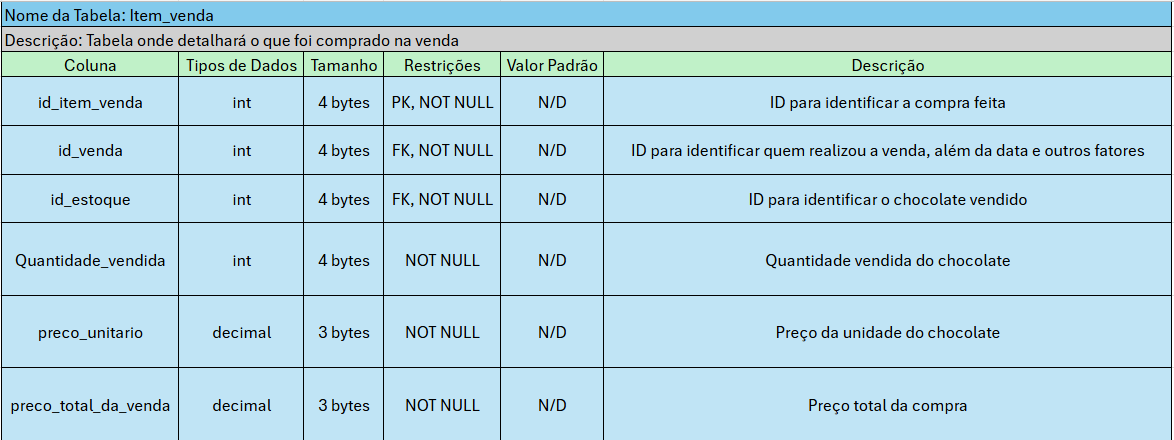 Nome da Tabela: Item_venda
Descrição: Tabela onde detalhará o que foi comprado na venda
Coluna Tipos de Dados Tamanho Restrições Valor Padrão Descrição
id_item_venda int 4 bytes PK, NOT NULL N/D ID para identificar a compra feita
id_venda int 4 bytes FK, NOT NULL N/D ID para identificar quem realizou a venda, além da data e outros fatores
id_estoque int 4 bytes FK, NOT NULL N/D ID para identificar o chocolate vendido
Quantidade_vendida int 4 bytes NOT NULL N/D Quantidade vendida do chocolate
preco_unitario decimal 3 bytes NOT NULL N/D Preço da unidade do chocolate
preco_total_da_venda decimal 3 bytes NOT NULL N/D Preço total da compra